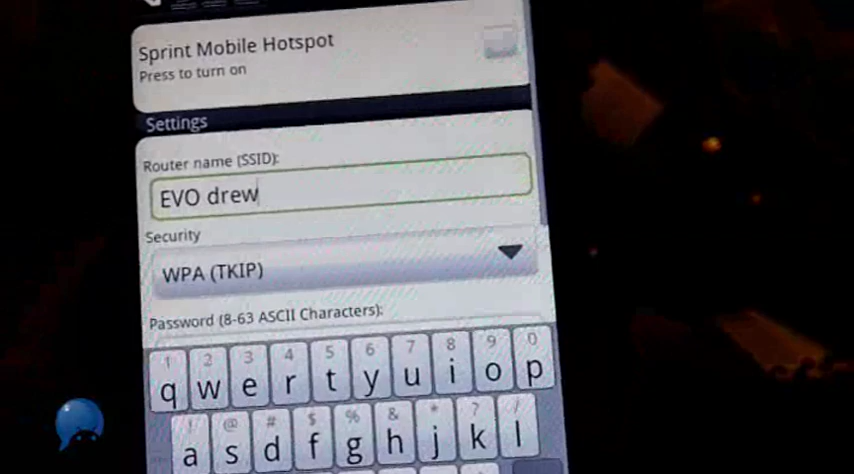 Sprint Mobile Hotspot
Press to turn on
Settings
Router name (SSID):
EVO drew
Security
WPA (TKIP)
Password (8-63 ASCII Characters):
1 2 3 4 5 6 7 8 9 0
q w e r t y u i o p
! @ # $ % & * ? /
a s d f g h j k l